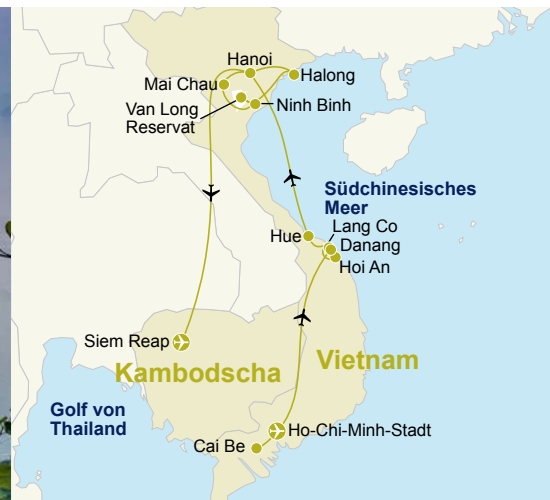 Hanoi
Mai Chau
Halong
Van Long
Reservat
Ninh Binh
Südchinesisches
Meer
Lang Co
Hue
Danang
Hoi An
Siem Reap
Kambodscha
Vietnam
Golf von
Thailand
Ho-Chi-Minh-Stadt
Cai Be